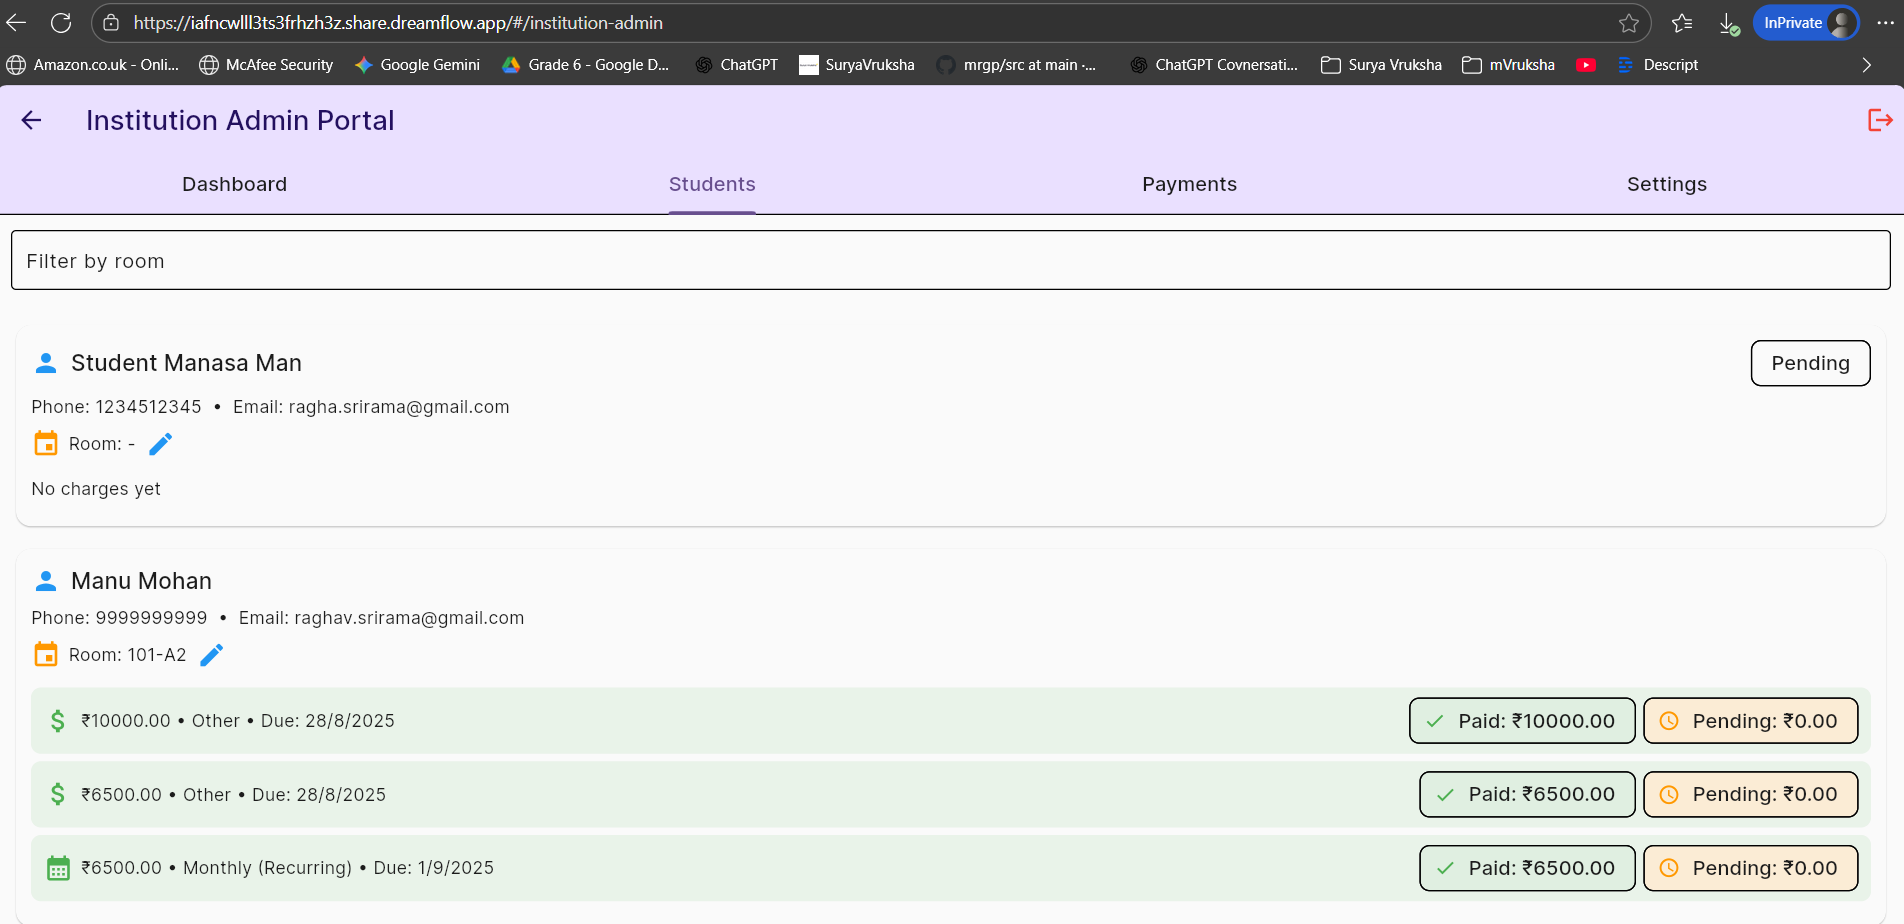 https://iafncwlll3ts3frhzh3z.share.dreamflow.app/#/institution-admin
InPrivate
Amazon.co.uk - Onli...
McAfee Security
Google Gemini
Grade 6 - Google D...
ChatGPT
SuryaVruksha
mrgp/src at main ·...
ChatGPT Covnersati...
Surya Vruksha
mVruksha
Descript
Institution Admin Portal
Dashboard
Students
Payments
Settings
Filter by room
Student Manasa Man
Pending
Phone: 1234512345 • Email: ragha.srirama@gmail.com
Room: -
No charges yet
Manu Mohan
Phone: 9999999999 • Email: raghav.srirama@gmail.com
Room: 101-A2
₹10000.00 • Other • Due: 28/8/2025
Paid: ₹10000.00
Pending: ₹0.00
₹6500.00 • Other • Due: 28/8/2025
Paid: ₹6500.00
Pending: ₹0.00
₹6500.00 • Monthly (Recurring) • Due: 1/9/2025
Paid: ₹6500.00
Pending: ₹0.00